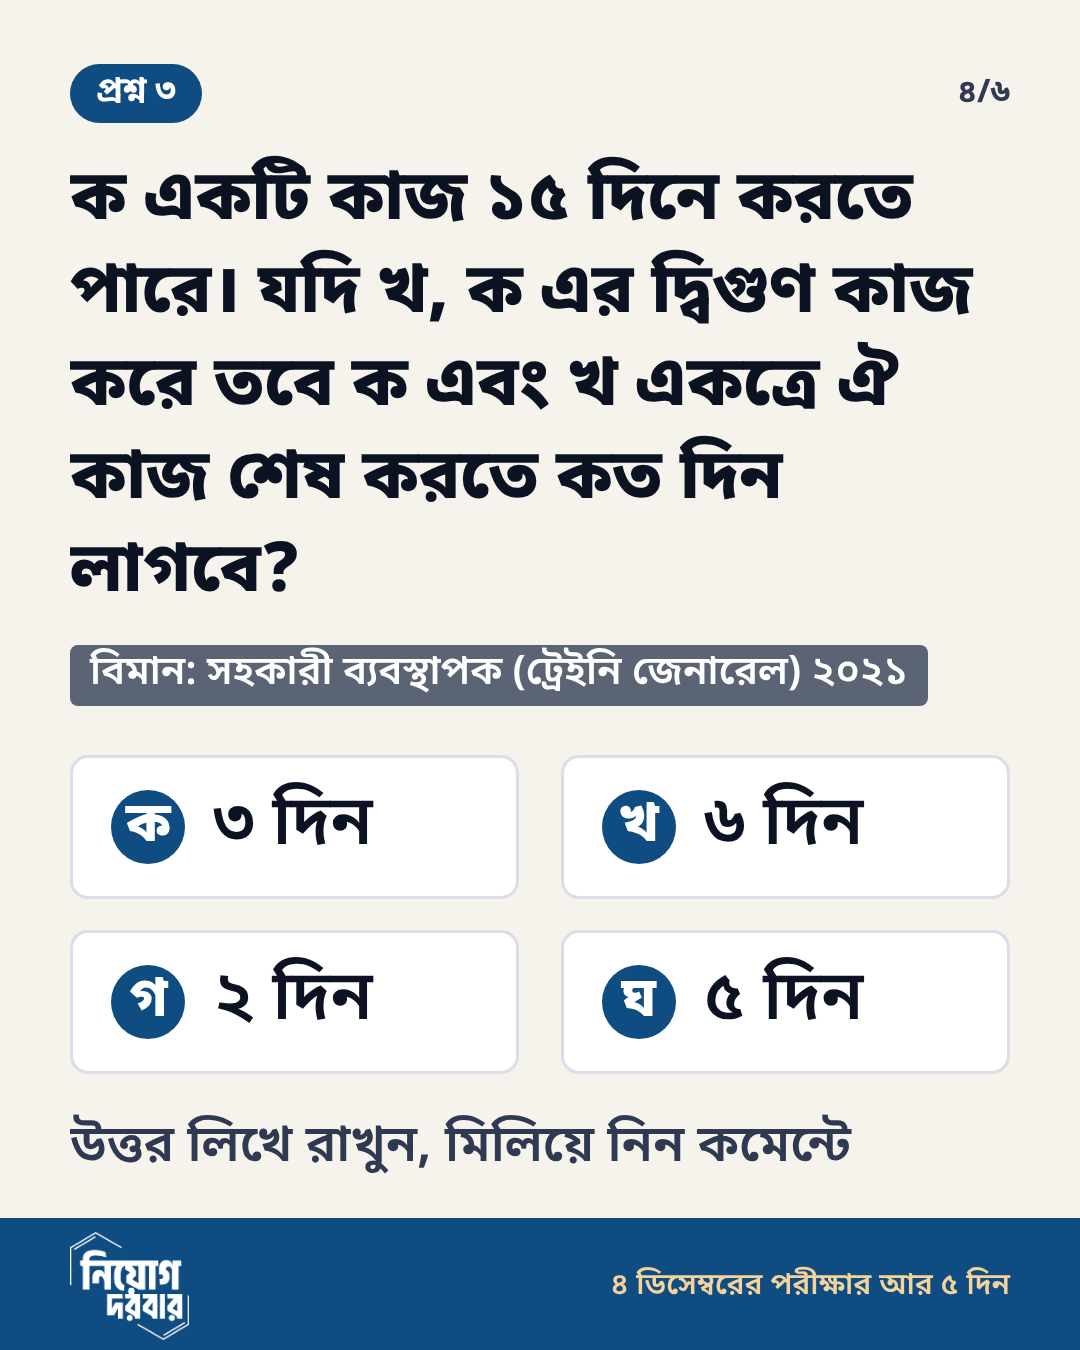 প্রশ্ন ৩
৪/৬
ক একটি কাজ ১৫ দিনে করতে
পারে। যদি খ, ক এর দ্বিগুণ কাজ
করে তবে ক এবং খ একত্রে ঐ
কাজ শেষ করতে কত দিন
লাগবে?
বিমান: সহকারী ব্যবস্থাপক (ট্রেইনি জেনারেল) ২০২১
ক ৩ দিন
খ ৬ দিন
গ ২ দিন
ঘ ৫ দিন
উত্তর লিখে রাখুন, মিলিয়ে নিন কমেন্টে
নিয়োগ
দরবার
৪ ডিসেম্বরের পরীক্ষার আর ৫ দিন